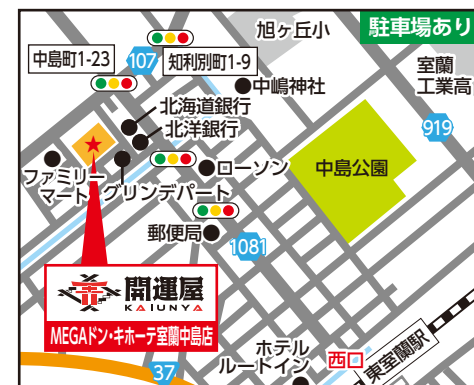 旭ヶ丘小
駐車場あり
中島町1-23
107
知利別町1-9
室蘭
工業高
中嶋神社
北海道銀行
北洋銀行
919
ファミリー
マート
グリンデパート
ローソン
中島公園
郵便局
1081
開運屋
KAIUNYA
MEGAドン・キホーテ室蘭中島店
ホテル
ルートイン
西口
東室蘭駅
37